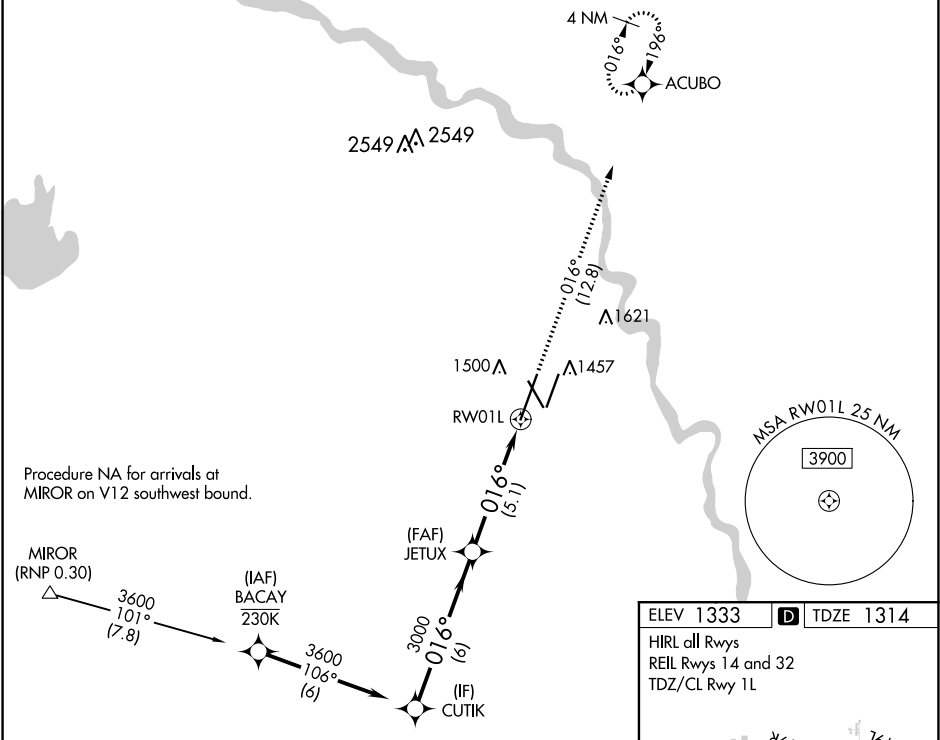 4 NM
016°
196°
ACUBO
2549
2549
016°
(12.8)
1621
1500
1457
RW01L
MSA RW01L 25 NM
3900
Procedure NA for arrivals at
MIROR on V12 southwest bound.
016°
(5.1)
(FAF)
JETUX
MIROR
(RNP 0.30)
3600
101°
(7.8)
(IAF)
BACAY
230K
3600
106°
(6)
3000
016°
(6)
(IF)
CUTIK
ELEV 1333 D TDZE 1314
HIRL all Rwys
REIL Rwys 14 and 32
TDZ/CL Rwy 1L